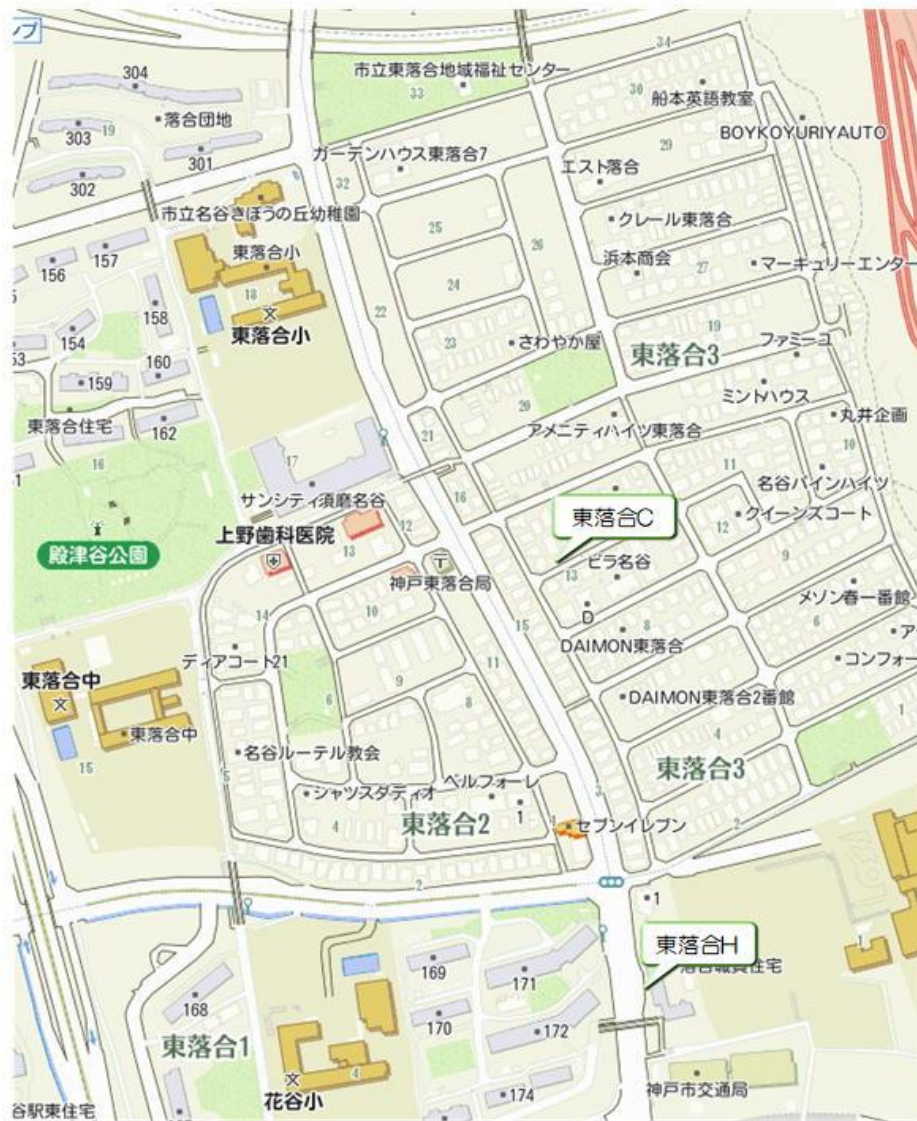 ンプ
34
市立東落合地域福祉センター
33
30
304
船本英語教室
303
19
落合団地
BOYKOYURIYAUTO
301
29
302
ガーデンハウス東落合7
エスト落合
32
市立名谷きぼうの丘幼稚園
クレール東落合
25
156
157
東落合小
26
浜本商会
27
マーキュリーエンター
24
158
18
22
154
東落合小
19
23
さわやか屋
東落合3
ファミーユ
53
160
159
ミントハウス
20
東落合住宅
162
21
アメニティハイツ東落合
丸井企画
10
16
17
11
サンシティ須磨名谷
16
名谷パインハイツ
東落合C
12
クイーンズコート
殿津谷公園
上野歯科医院
12
13
神戸東落合局
13
ビラ名谷
9
14
10
D
メゾン春一番館
15
8
6
DAIMON東落合
ディアコート21
11
コンフォー
東落合中
9
6
8
DAIMON東落合2番館
東落合中
名谷ルーテル教会
4
1
15
5
東落合3
シャツスタディオ
ベルフォーレ
3
4
東落合2
1
1
セブンイレブン
2
2
1
1
東落合H
169
171
落合職員住宅
168
170
172
東落合1
4
174
神戸市交通局
花谷小
谷駅東住宅